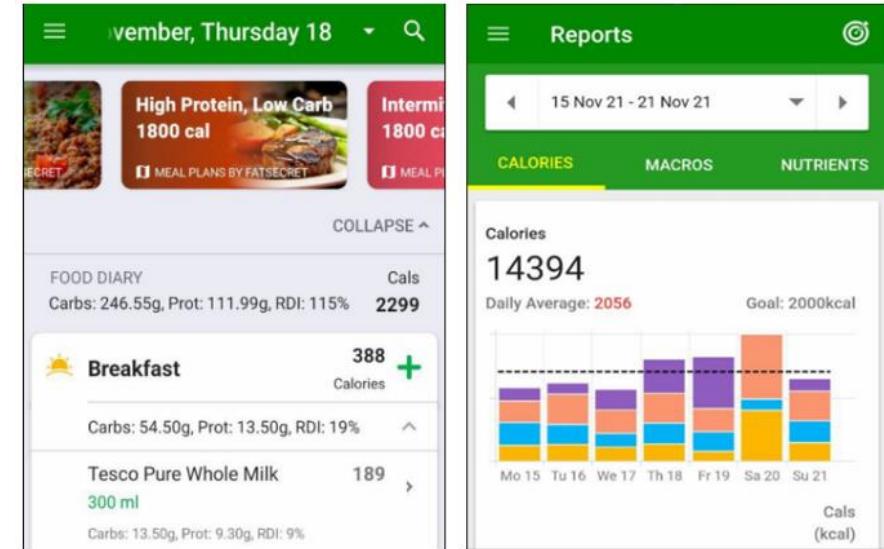 vember, Thursday 18
High Protein, Low Carb
1800 cal
MEAL PLANS BY FATSECRET
Intermi
1800 ca
MEAL PL
ECRET
COLLAPSE
FOOD DIARY
Cals
Carbs: 246.55g, Prot: 111.99g, RDI: 115%
2299
Breakfast
388
Calories
Carbs: 54.50g, Prot: 13.50g, RDI: 19%
Tesco Pure Whole Milk
189
300 ml
Carbs: 13.50g, Prot: 9.30g, RDI: 9%
Reports
15 Nov 21 - 21 Nov 21
CALORIES
MACROS
NUTRIENTS
Calories
14394
Daily Average: 2056
Goal: 2000kcal
Mo 15 Tu 16 We 17 Th 18 Fr 19 Sa 20 Su 21
Cals
(kcal)